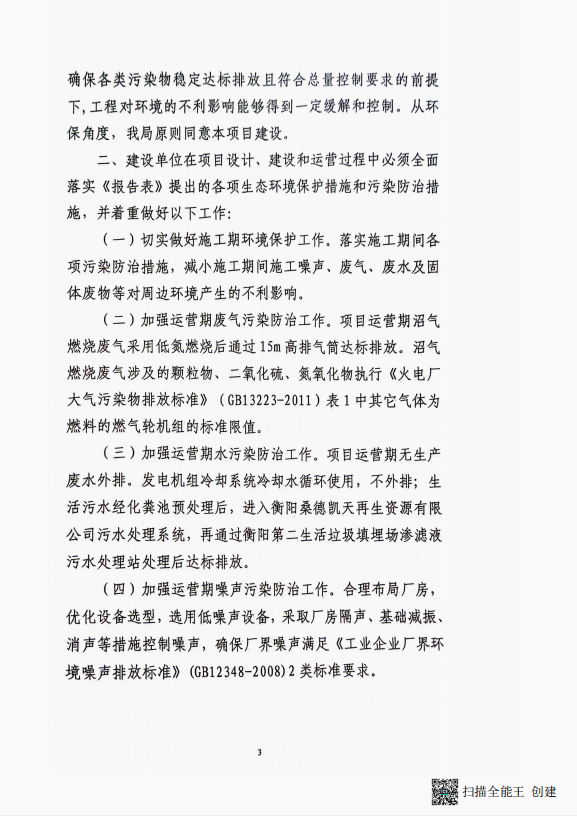 确保各类污染物稳定达标排放且符合总量控制要求的前提
下,工程对环境的不利影响能够得到一定缓解和控制。从环
保角度，我局原则同意本项目建设。
二、建设单位在项目设计、建设和运营过程中必须全面
落实《报告表》提出的各项生态环境保护措施和污染防治措
施，并着重做好以下工作：
（一）切实做好施工期环境保护工作。落实施工期间各
项污染防治措施，减小施工期间施工噪声、废气、废水及固
体废物等对周边环境产生的不利影响。
（二）加强运营期废气污染防治工作。项目运营期沼气
燃烧废气采用低氮燃烧后通过 15m 高排气筒达标排放。沼气
燃烧废气涉及的颗粒物、二氧化硫、氮氧化物执行《火电厂
大气污染物排放标准》（GB13223-2011）表 1 中其它气体为
燃料的燃气轮机组的标准限值。
（三）加强运营期水污染防治工作。项目运营期无生产
废水外排。发电机组冷却系统冷却水循环使用，不外排；生
活污水经化粪池预处理后，进入衡阳桑德凯天再生资源有限
公司污水处理系统，再通过衡阳第二生活垃圾填埋场渗滤液
污水处理站处理后达标排放。
（四）加强运营期噪声污染防治工作。合理布局厂房，
优化设备选型，选用低噪声设备，采取厂房隔声、基础减振、
消声等措施控制噪声，确保厂界噪声满足《工业企业厂界环
境噪声排放标准》(GB12348-2008)2 类标准要求。
3
扫描全能王 创建